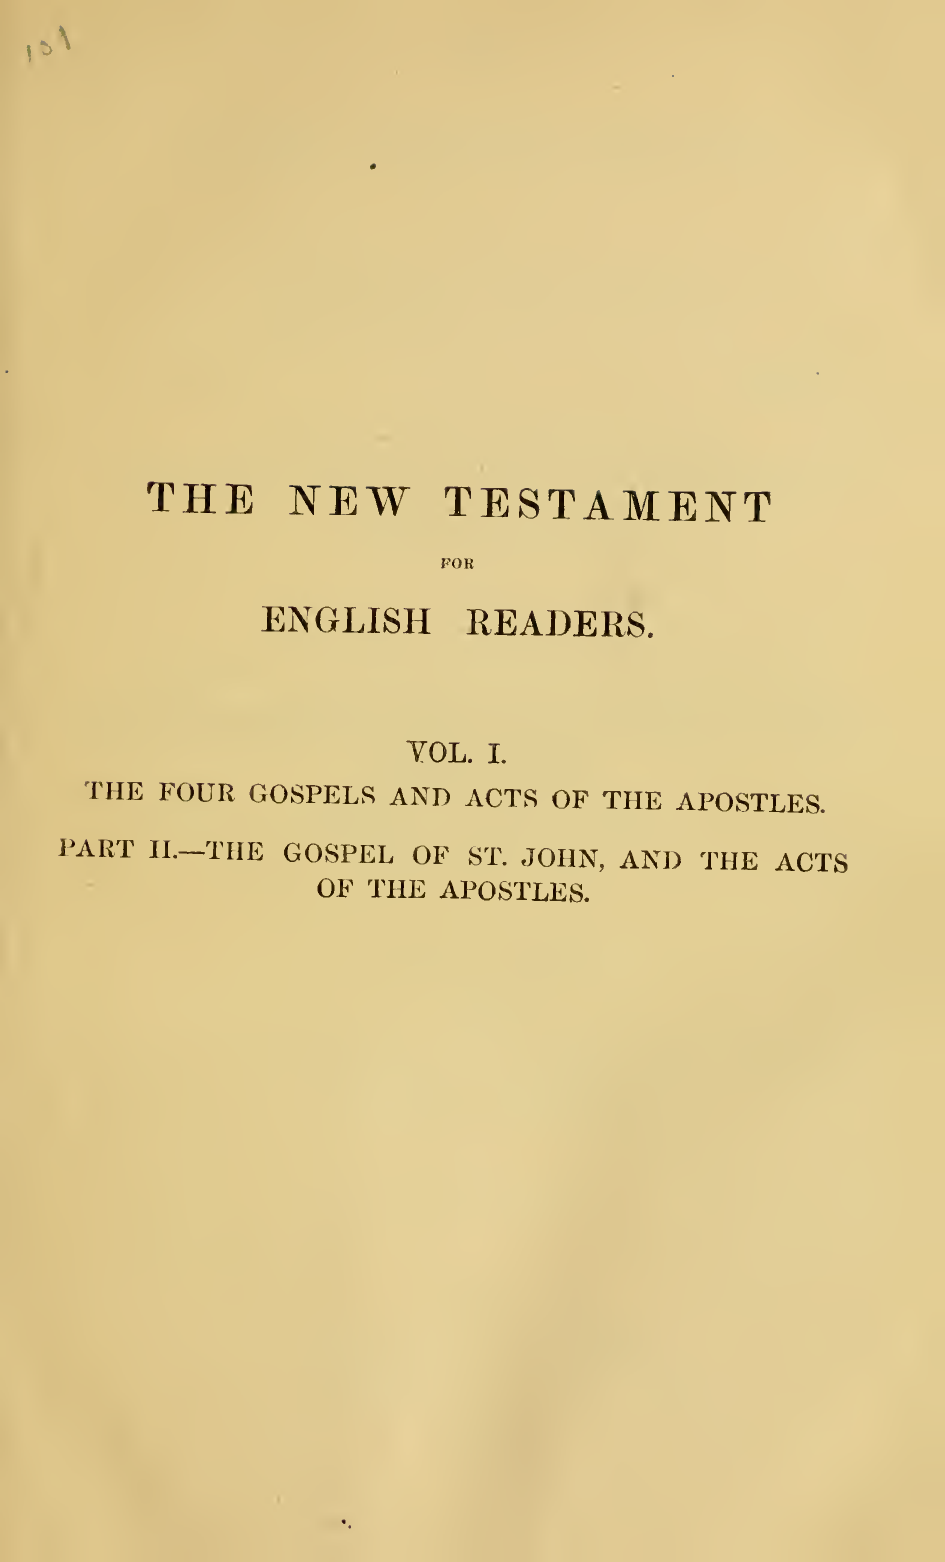 THE NEW TESTAMENT
FOR
ENGLISH READERS.
VOL. I.
THE FOUR GOSPELS AND ACTS OF THE APOSTLES.
PART II.—THE GOSPEL OF ST. JOHN, AND THE ACTS
OF THE APOSTLES.